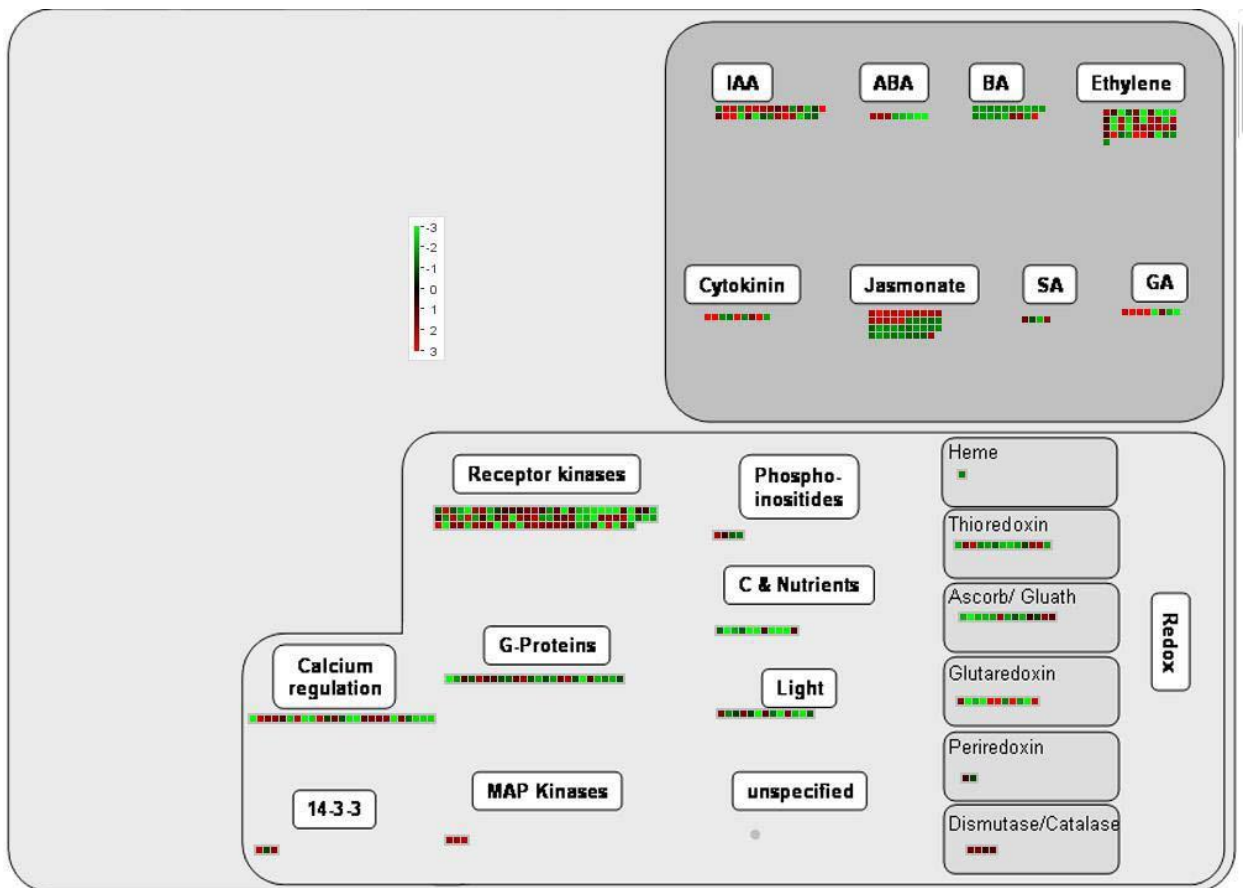 IAA
ABA
BA
Ethylene
-3
-2
-1
0
1
2
3
Cytokinin
Jasmonate
SA
GA
Receptor kinases
Phospho-
inositides
Heme
Thioredoxin
C & Nutrients
Ascorb/ Gluath
Redox
G-Proteins
Calcium
regulation
Light
Glutaredoxin
Periredoxin
14-3-3
MAP Kinases
unspecified
Dismutase/Catalase